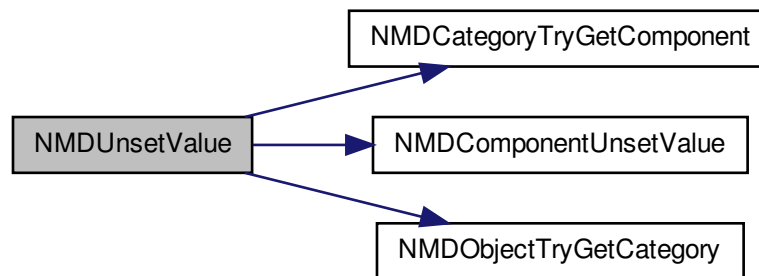 NMDCategoryTryGetComponent
NMDUnsetValue
NMDComponentUnsetValue
NMDObjectTryGetCategory